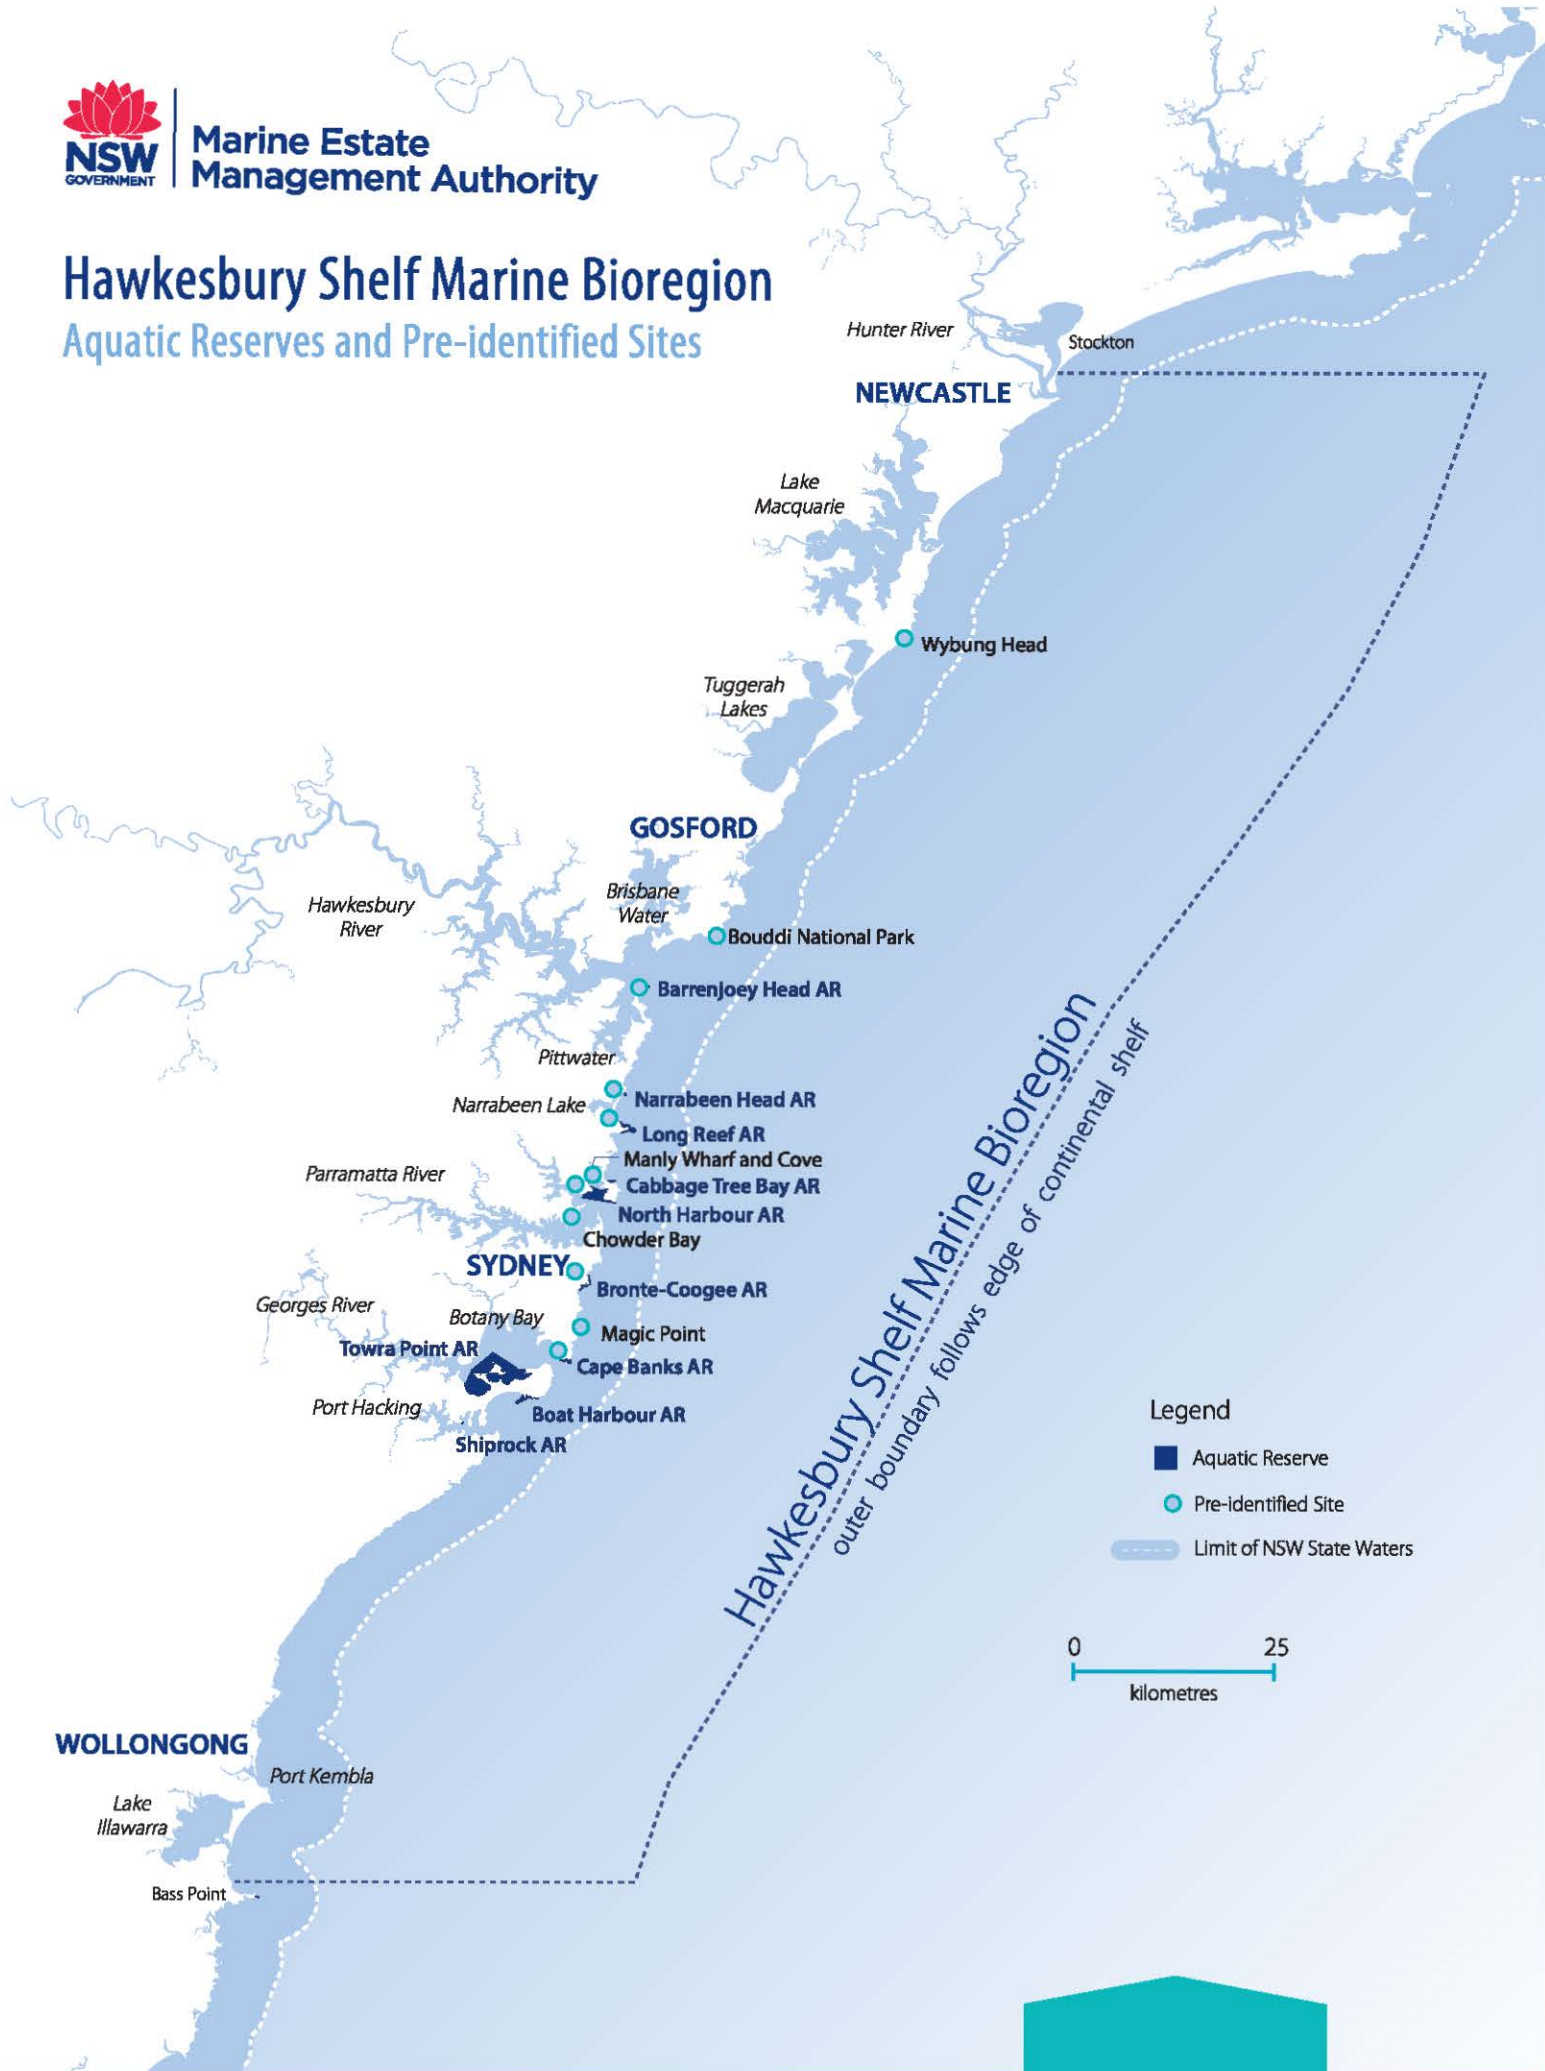 NSW
GOVERNMENT
Marine Estate
Management Authority
Hawkesbury Shelf Marine Bioregion
Aquatic Reserves and Pre-identified Sites
Hunter River
Stockton
NEWCASTLE
Lake
Macquarie
Wybung Head
Tuggerah
Lakes
GOSFORD
Brisbane
Water
Hawkesbury
River
Bouddi National Park
Barrenjoey Head AR
Pittwater
Narrabeen Head AR
Narrabeen Lake
Long Reef AR
Manly Wharf and Cove
Parramatta River
Cabbage Tree Bay AR
North Harbour AR
Chowder Bay
SYDNEY
Bronte-Coogee AR
Georges River
Botany Bay
Magic Point
Towra Point AR
Cape Banks AR
Port Hacking
Boat Harbour AR
Shiprock AR
Hawkesbury Shelf Marine Bioregion
outer boundary follows edge of continental shelf
Legend
Aquatic Reserve
Pre-identified Site
Limit of NSW State Waters
0 25
kilometres
WOLLONGONG
Port Kembla
Lake
Illawarra
Bass Point